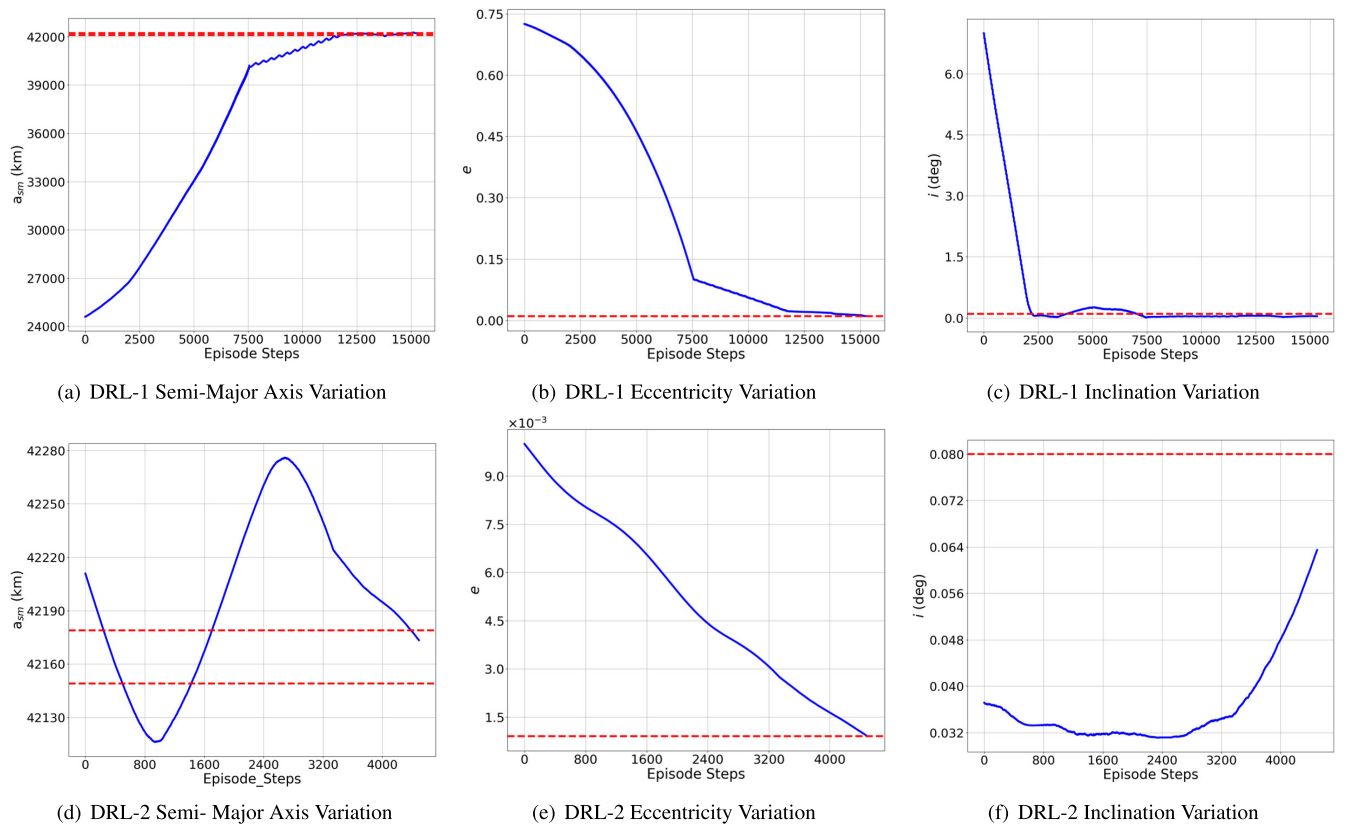 42000
39000
36000
33000
30000
27000
24000
a_sm (km)
0 2500 5000 7500 10000 12500 15000
Episode Steps
(a) DRL-1 Semi-Major Axis Variation
0.75
0.60
0.45
0.30
0.15
0.00
e
0 2500 5000 7500 10000 12500 15000
Episode Steps
(b) DRL-1 Eccentricity Variation
6.0
4.5
3.0
1.5
0.0
i (deg)
0 2500 5000 7500 10000 12500 15000
Episode Steps
(c) DRL-1 Inclination Variation
42280
42250
42220
42190
42160
42130
a_sm (km)
0 800 1600 2400 3200 4000
Episode_Steps
(d) DRL-2 Semi- Major Axis Variation
×10⁻³
9.0
7.5
6.0
4.5
3.0
1.5
e
0 800 1600 2400 3200 4000
Episode Steps
(e) DRL-2 Eccentricity Variation
0.080
0.072
0.064
0.056
0.048
0.040
0.032
i (deg)
0 800 1600 2400 3200 4000
Episode Steps
(f) DRL-2 Inclination Variation